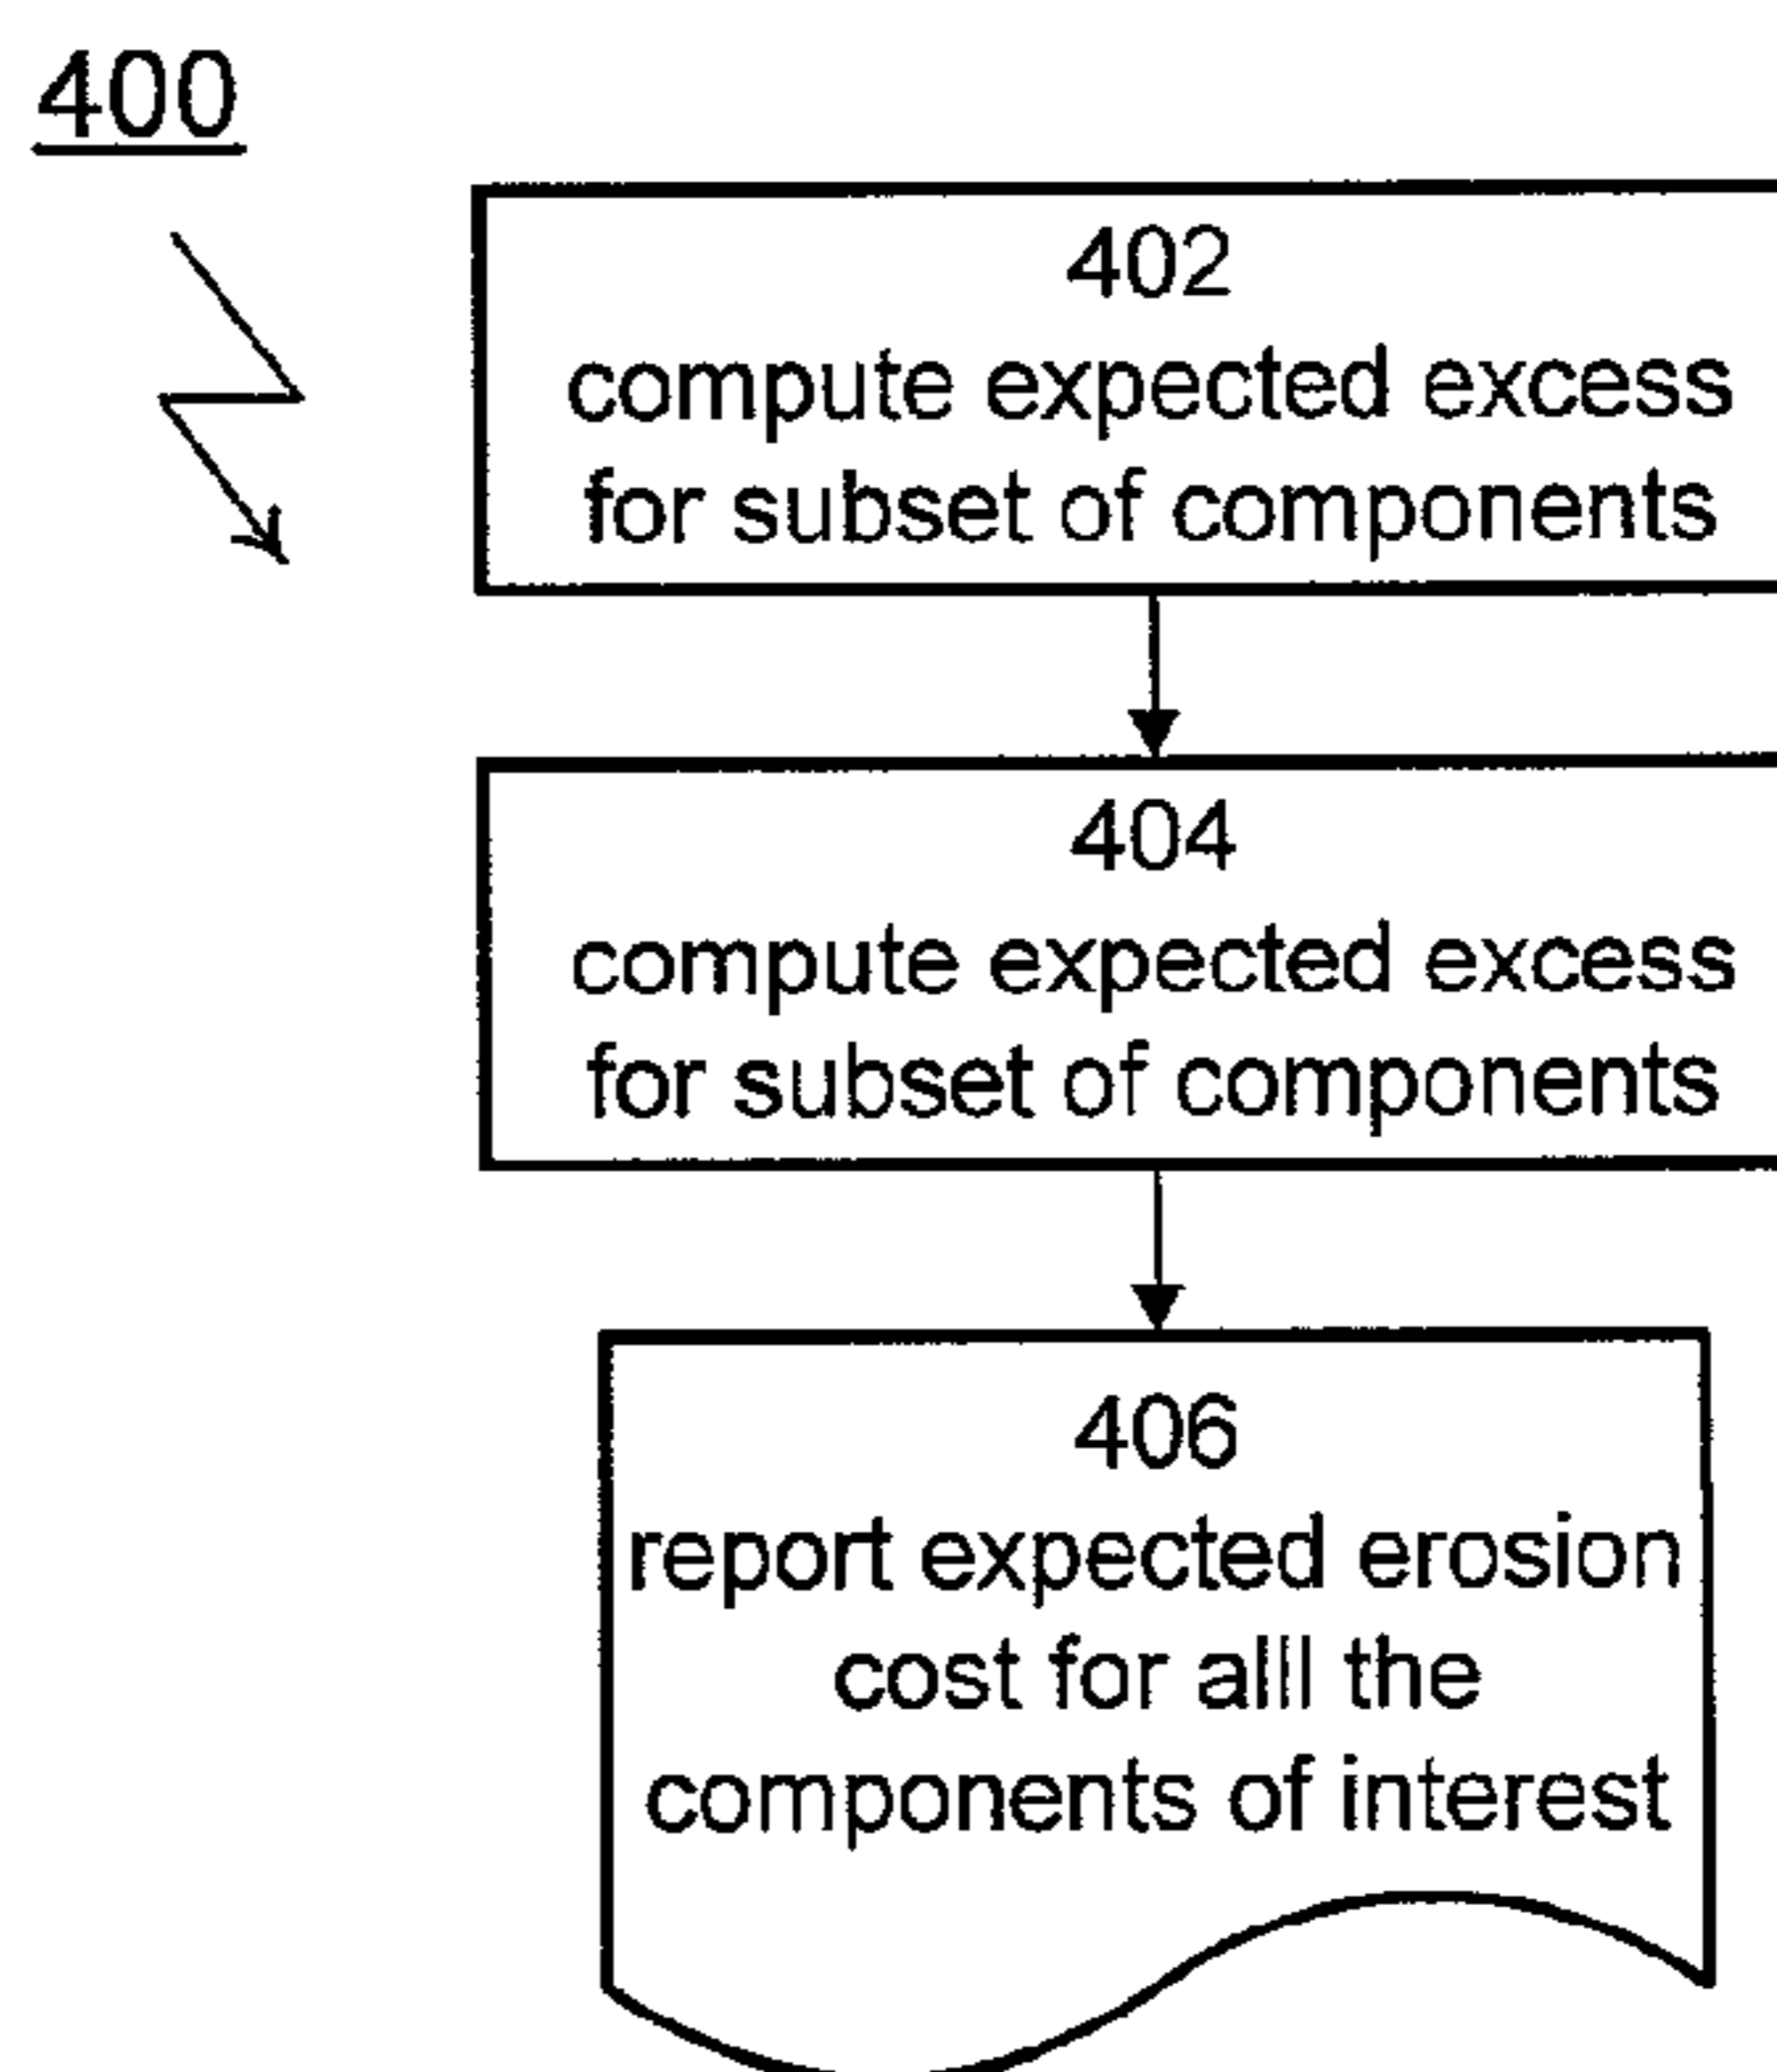 400
402
compute expected excess
for subset of components
404
compute expected excess
for subset of components
406
report expected erosion
cost for alll the
components of interest